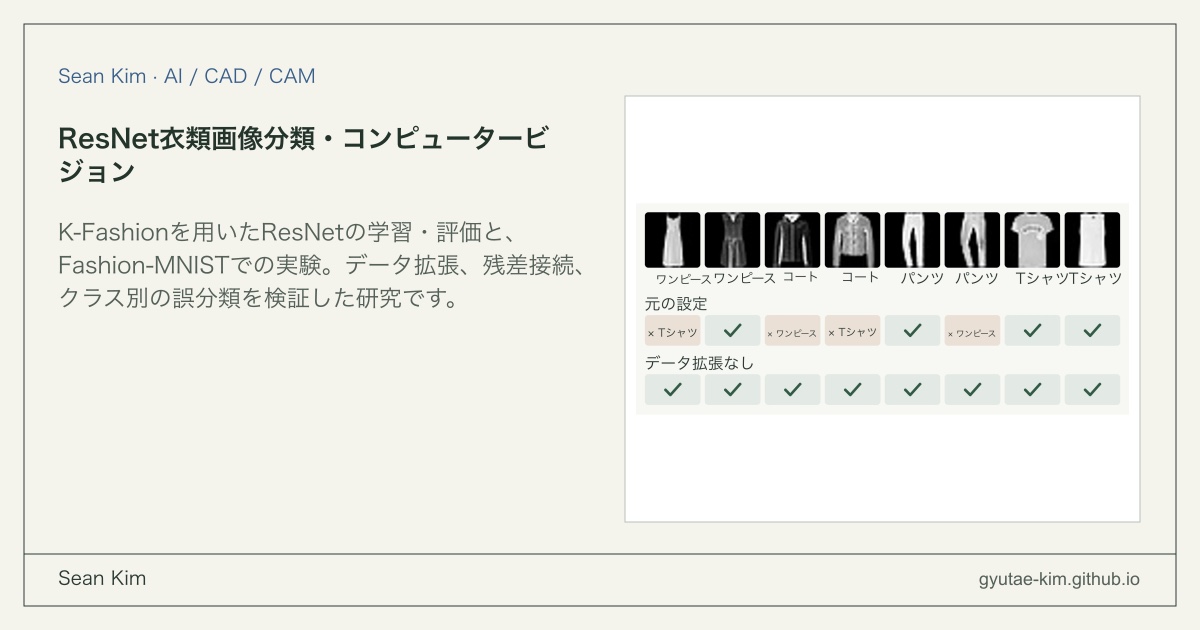 Sean Kim · AI / CAD / CAM
ResNet衣類画像分類・コンピュータービ
ジョン
K-Fashionを用いたResNetの学習・評価と、
Fashion-MNISTでの実験。データ拡張、残差接続、
クラス別の誤分類を検証した研究です。
ワンピース ワンピース コート コート パンツ パンツ Tシャツ Tシャツ
元の設定
× Tシャツ ✓ × ワンピース × Tシャツ ✓ × ワンピース ✓ ✓
データ拡張なし
✓ ✓ ✓ ✓ ✓ ✓ ✓ ✓
Sean Kim
gyutae-kim.github.io